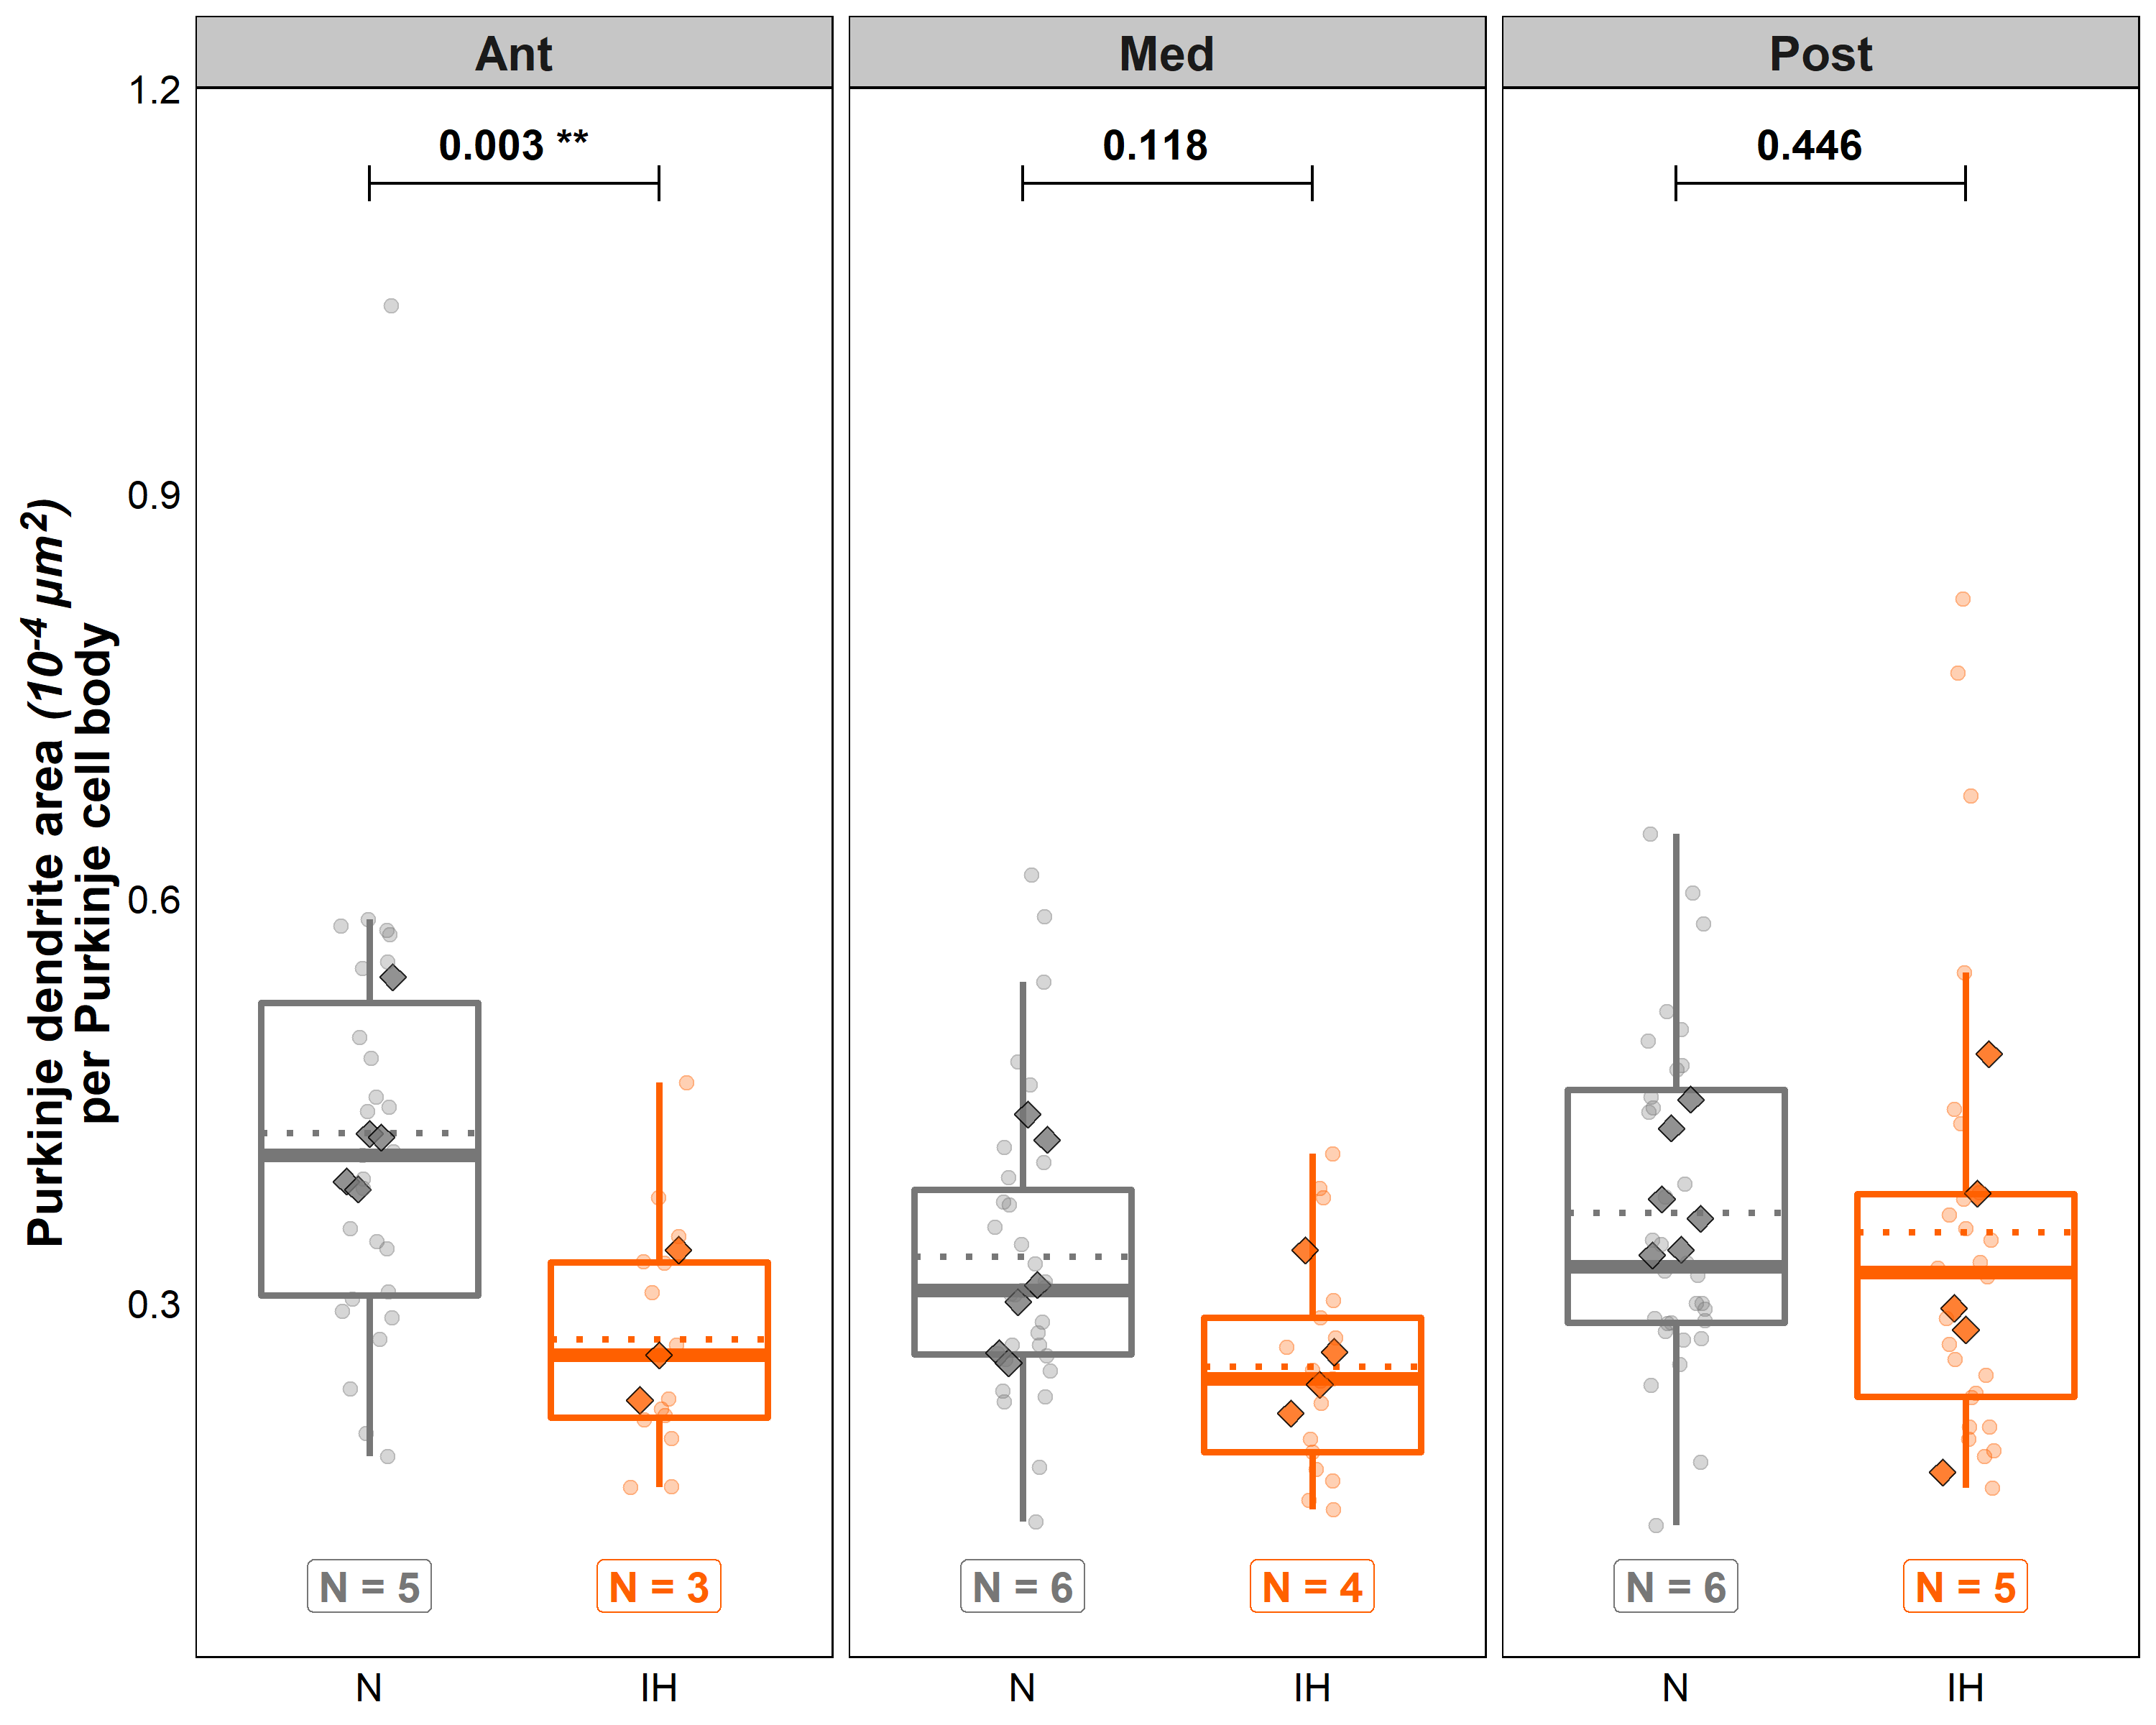 Ant
Med
Post
1.2
0.9
0.6
0.3
Purkinje dendrite area (10⁻⁴ µm²)
per Purkinje cell body
0.003 **
0.118
0.446
N = 5
N = 3
N = 6
N = 4
N = 6
N = 5
N
IH
N
IH
N
IH